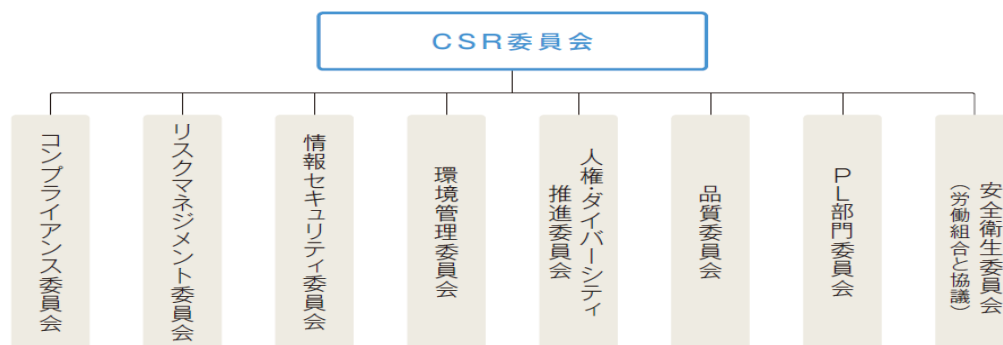 CSR委員会
コンプライアンス委員会
リスクマネジメント委員会
情報セキュリティ委員会
環境管理委員会
人権・ダイバーシティ
推進委員会
品質委員会
PL部門委員会
安全衛生委員会
(労働組合と協議)